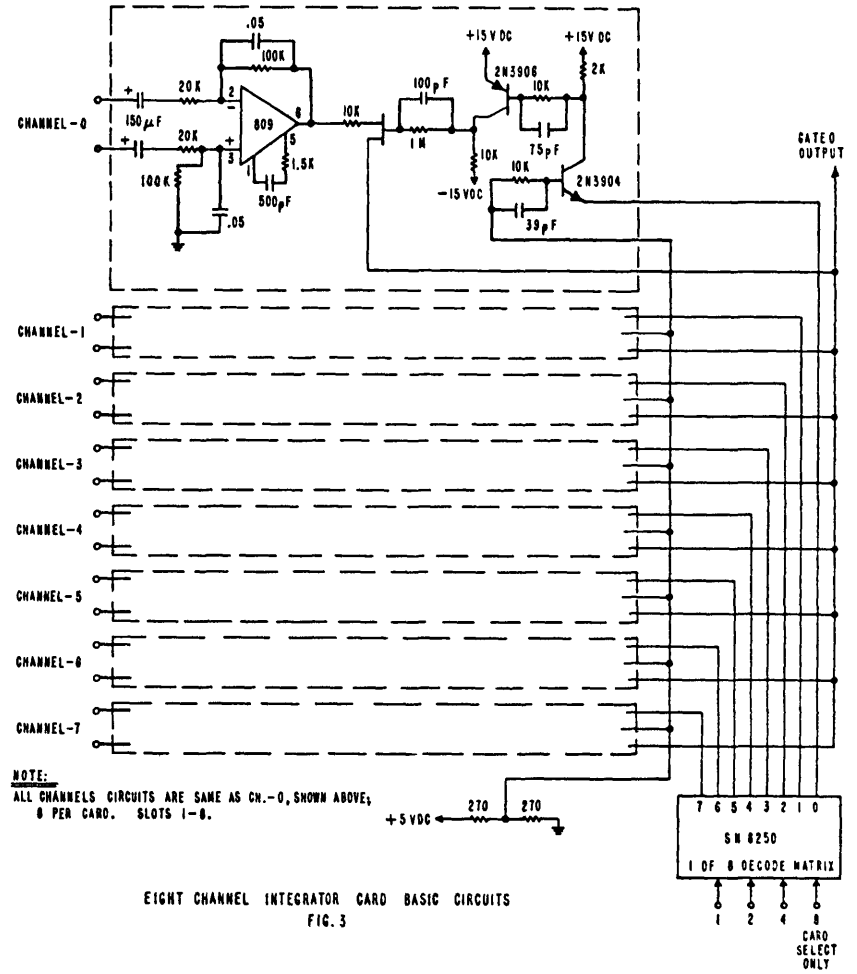 .05
100K
+15V DC
+15V DC
2N3906
2K
20K
+
150µF
2
-
809
6
5
+
3
1
1.5K
500pF
10K
100pF
1M
10K
-15VDC
10K
75pF
CHANNEL-0
+
20K
100K
.05
10K
39pF
2N3904
GATED
OUTPUT
CHANNEL-1
CHANNEL-2
CHANNEL-3
CHANNEL-4
CHANNEL-5
CHANNEL-6
CHANNEL-7
NOTE:
ALL CHANNELS CIRCUITS ARE SAME AS CH.-0, SHOWN ABOVE;
8 PER CARD. SLOTS 1-8.
+5VDC
270
270
7 6 5 4 3 2 1 0
SN 8250
1 OF 8 DECODE MATRIX
1 2 4 8
CARD
SELECT
ONLY
EIGHT CHANNEL INTEGRATOR CARD BASIC CIRCUITS
FIG. 3